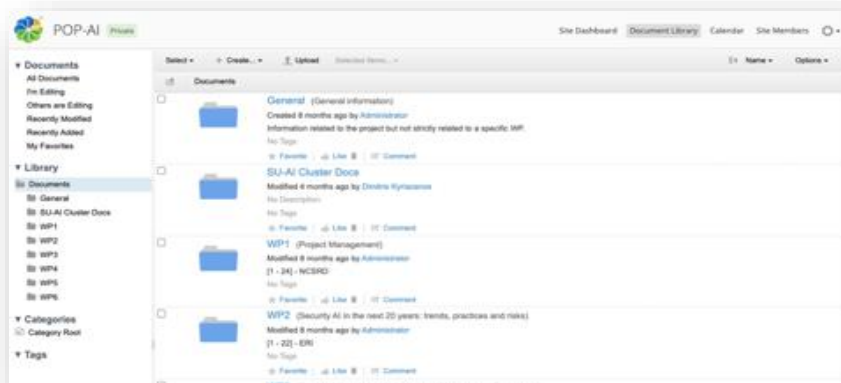 POP-AI Private
Site Dashboard Document Library Calendar Site Members
Documents
All Documents
I'm Editing
Others are Editing
Recently Modified
Recently Added
My Favorites
Library
Documents
General
SU-AI Cluster Docs
WP1
WP2
WP3
WP4
WP5
WP6
Categories
Category Root
Tags
Select Create... Upload Selected Items... Name Options
Documents
General (General information)
Created 8 months ago by Administrator
Information related to the project but not strictly related to a specific WP.
No Tags
Favorite Like Comment
SU-AI Cluster Docs
Modified 4 months ago by Dimitris Kyriazanos
No Description
No Tags
Favorite Like Comment
WP1 (Project Management)
Modified 8 months ago by Administrator
[1 - 24] - NCSRD
No Tags
Favorite Like Comment
WP2 (Security AI in the next 20 years: trends, practices and risks)
Modified 8 months ago by Administrator
[1 - 22] - ERI
No Tags
Favorite Like Comment